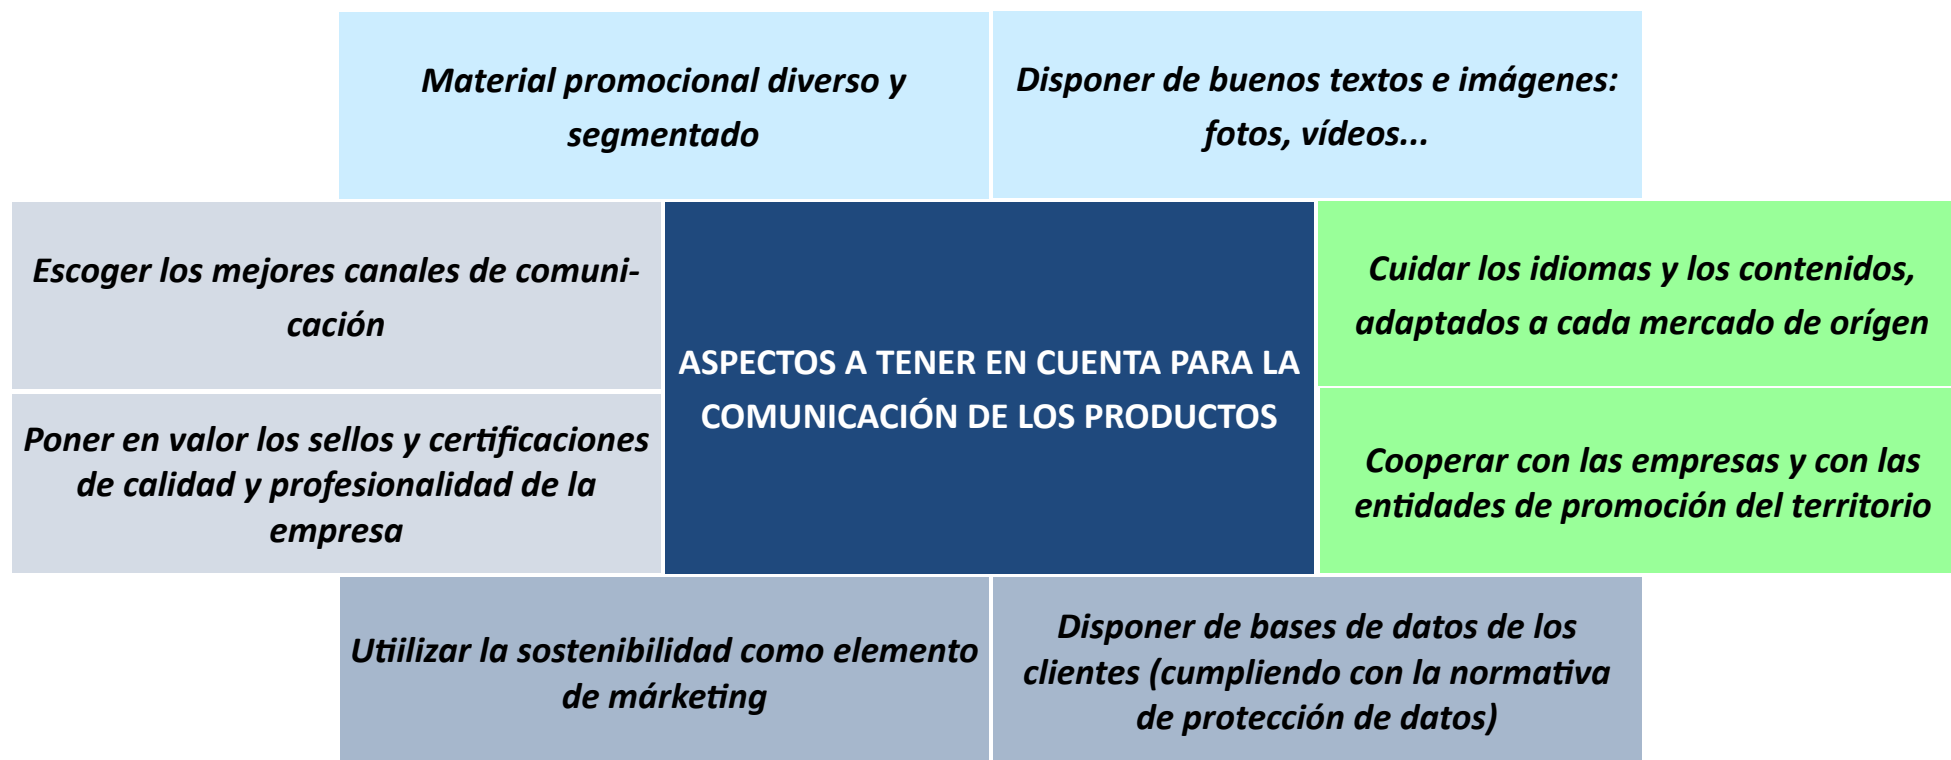 Material promocional diverso y
segmentado
Disponer de buenos textos e imágenes:
fotos, vídeos...
Escoger los mejores canales de comuni-
cación
ASPECTOS A TENER EN CUENTA PARA LA
COMUNICACIÓN DE LOS PRODUCTOS
Cuidar los idiomas y los contenidos,
adaptados a cada mercado de orígen
Poner en valor los sellos y certificaciones
de calidad y profesionalidad de la
empresa
Cooperar con las empresas y con las
entidades de promoción del territorio
Utiilizar la sostenibilidad como elemento
de márketing
Disponer de bases de datos de los
clientes (cumpliendo con la normativa
de protección de datos)